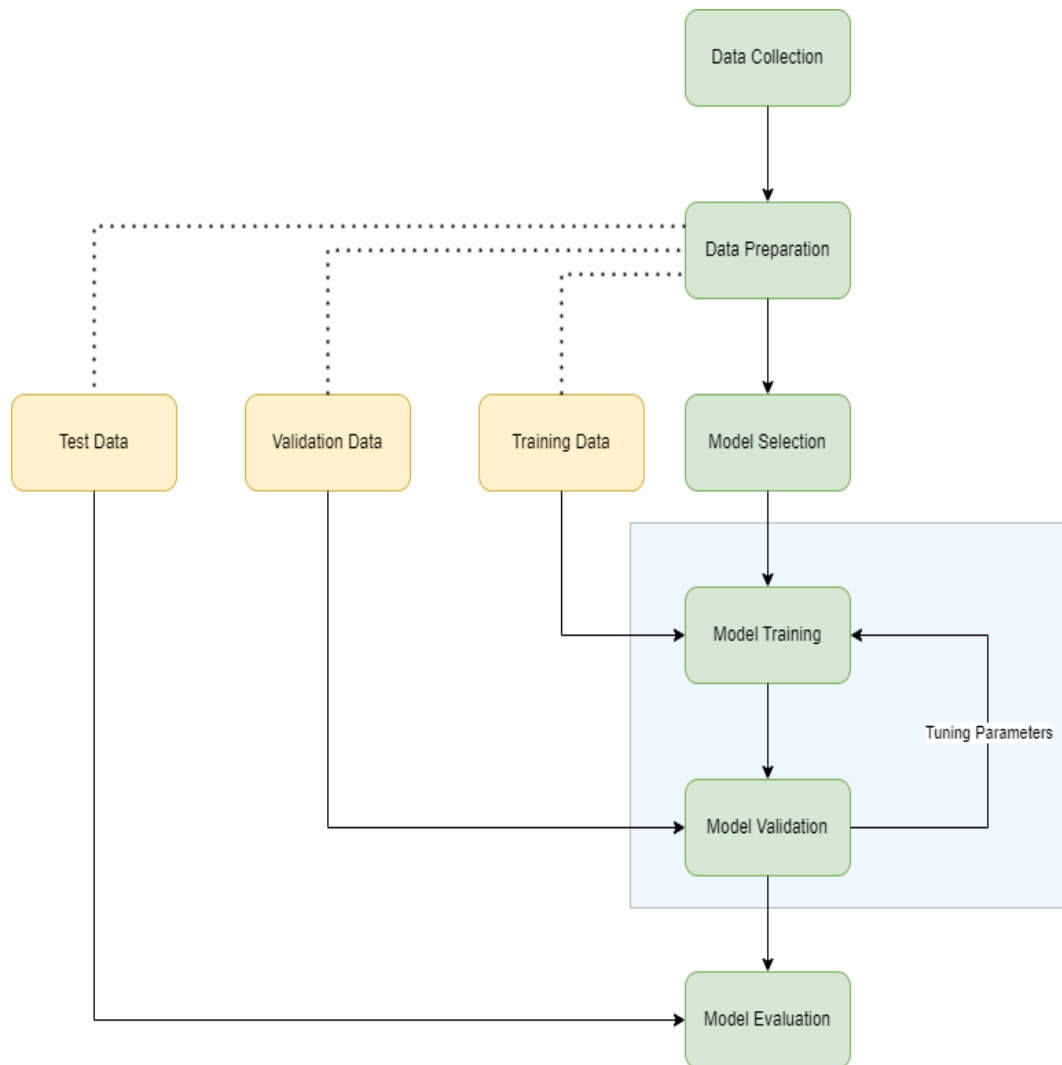 Data Collection
Data Preparation
Test Data
Validation Data
Training Data
Model Selection
Model Training
Tuning Parameters
Model Validation
Model Evaluation